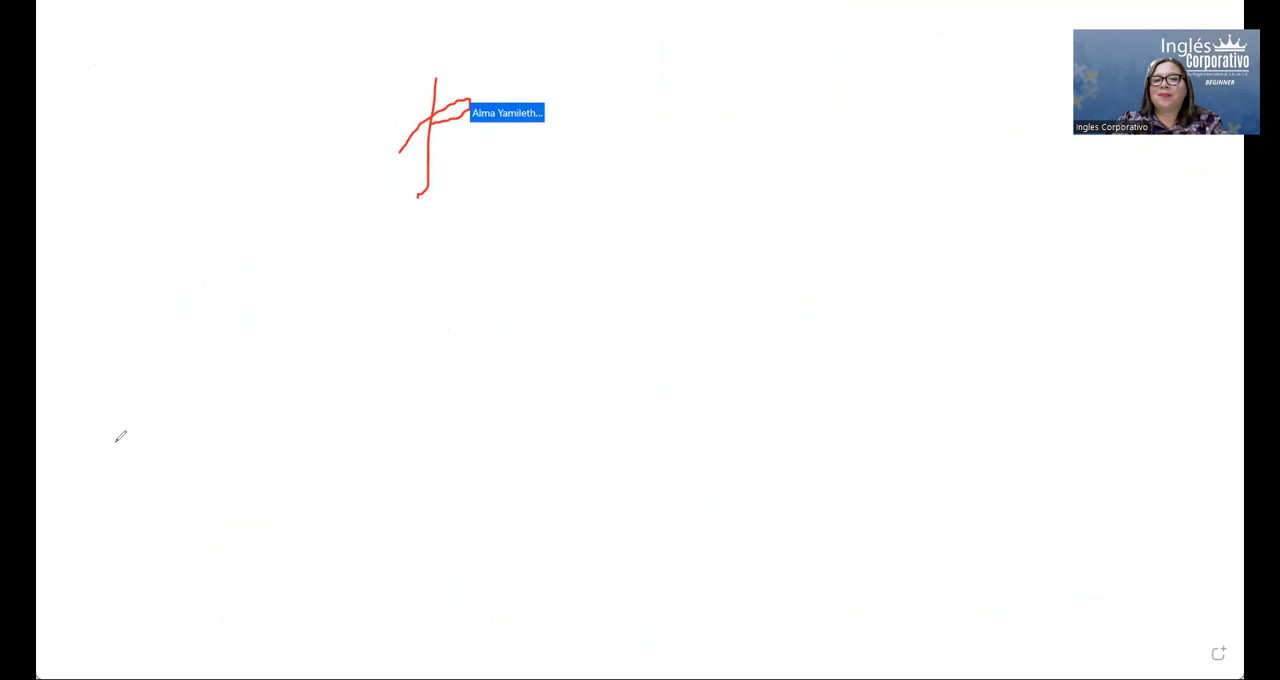 Alma Yamileth...
Inglés
Corporativo
BEGINNER
Ingles Corporativo